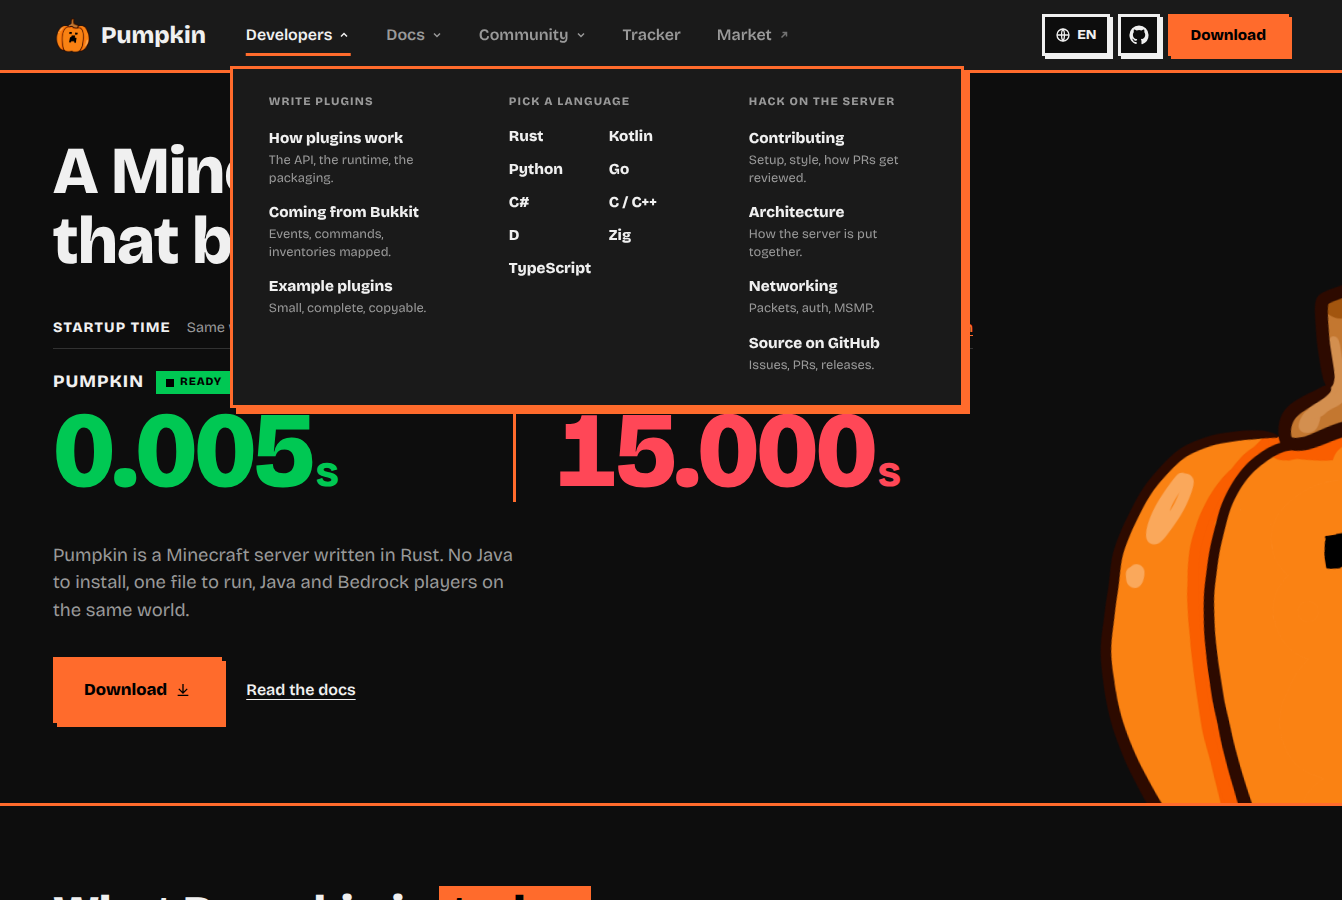 Pumpkin
Developers
Docs
Community
Tracker
Market
EN
Download
WRITE PLUGINS
How plugins work
The API, the runtime, the
packaging.
Coming from Bukkit
Events, commands,
inventories mapped.
Example plugins
Small, complete, copyable.
PICK A LANGUAGE
Rust
Kotlin
Python
Go
C#
C / C++
D
Zig
TypeScript
HACK ON THE SERVER
Contributing
Setup, style, how PRs get
reviewed.
Architecture
How the server is put
together.
Networking
Packets, auth, MSMP.
Source on GitHub
Issues, PRs, releases.
A
that
STARTUP TIME Same
PUMPKIN READY
0.005s
15.000s
Pumpkin is a Minecraft server written in Rust. No Java
to install, one file to run, Java and Bedrock players on
the same world.
Download
Read the docs